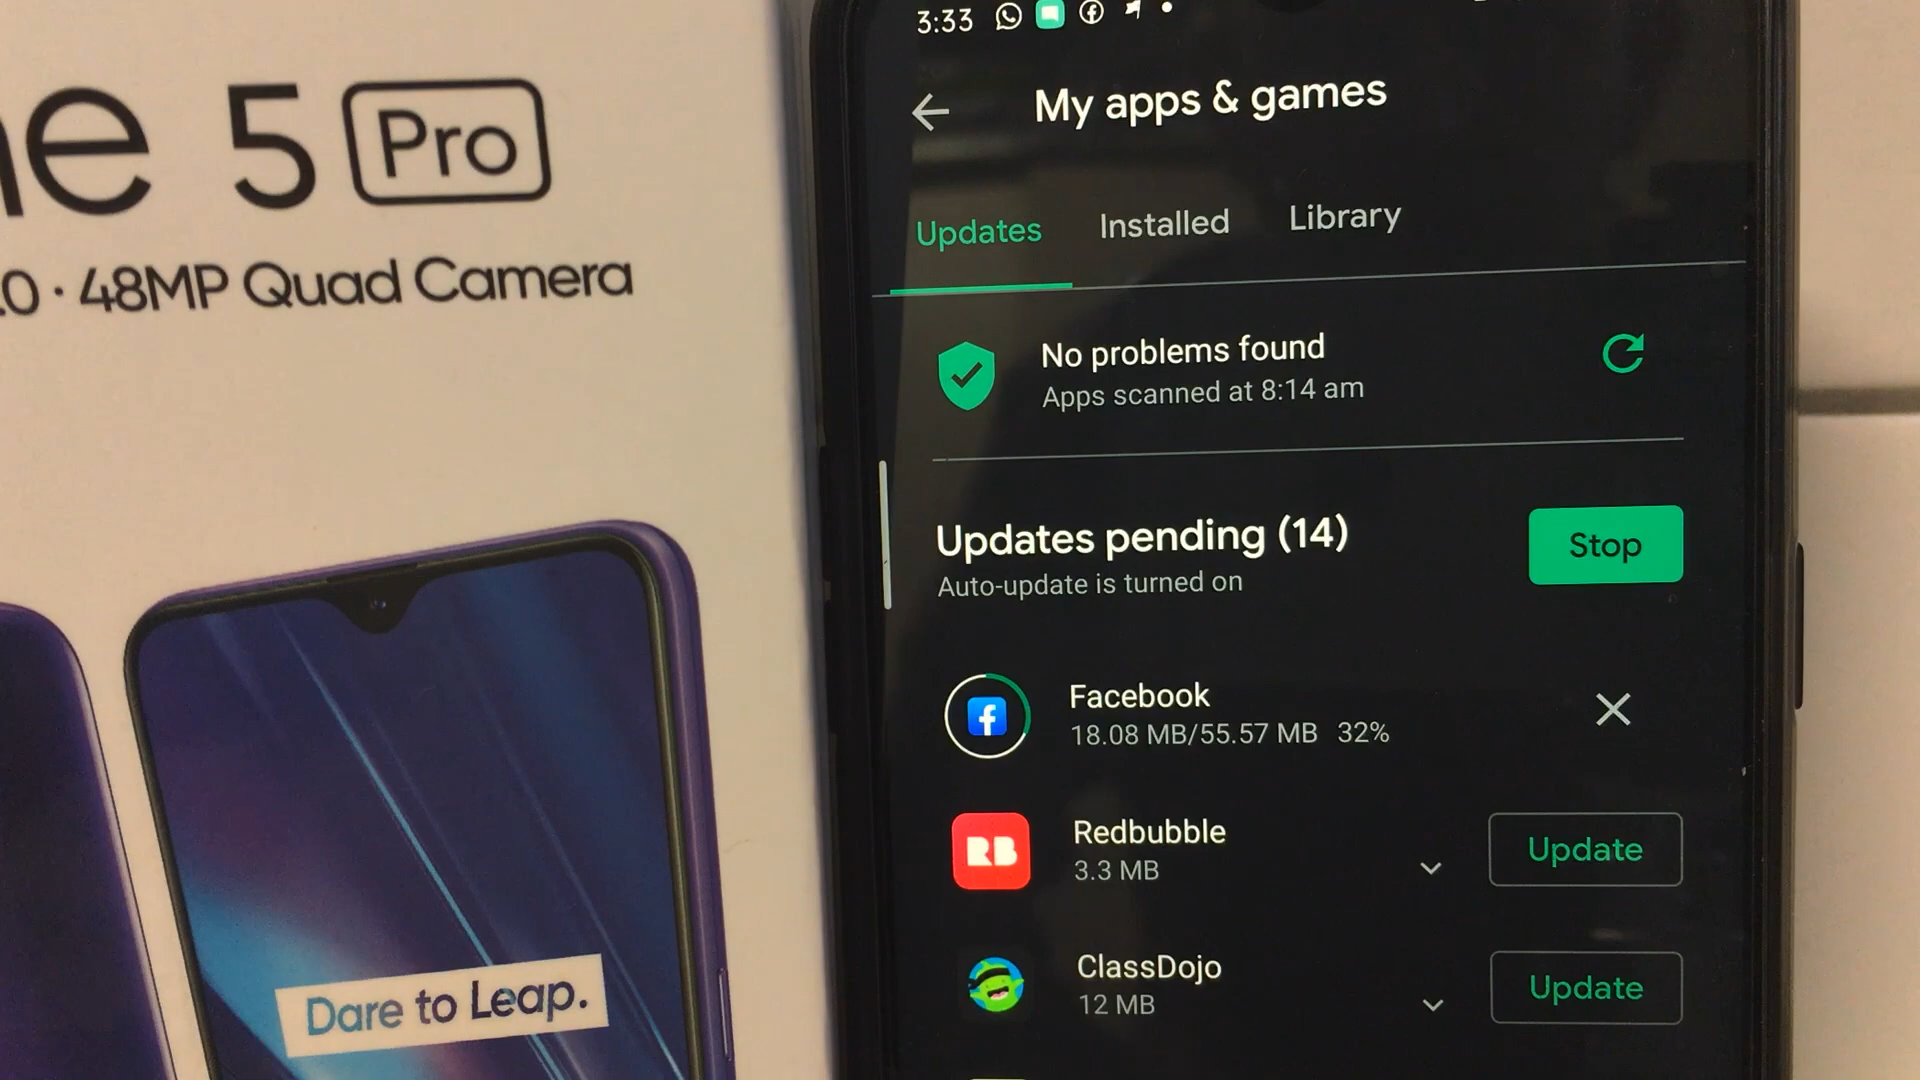 5 Pro
48MP Quad Camera
Dare to Leap.
3:33
My apps & games
Updates Installed Library
No problems found
Apps scanned at 8:14 am
Updates pending (14)
Stop
Auto-update is turned on
Facebook
18.08 MB/55.57 MB 32%
RB
Redbubble
3.3 MB
Update
ClassDojo
12 MB
Update